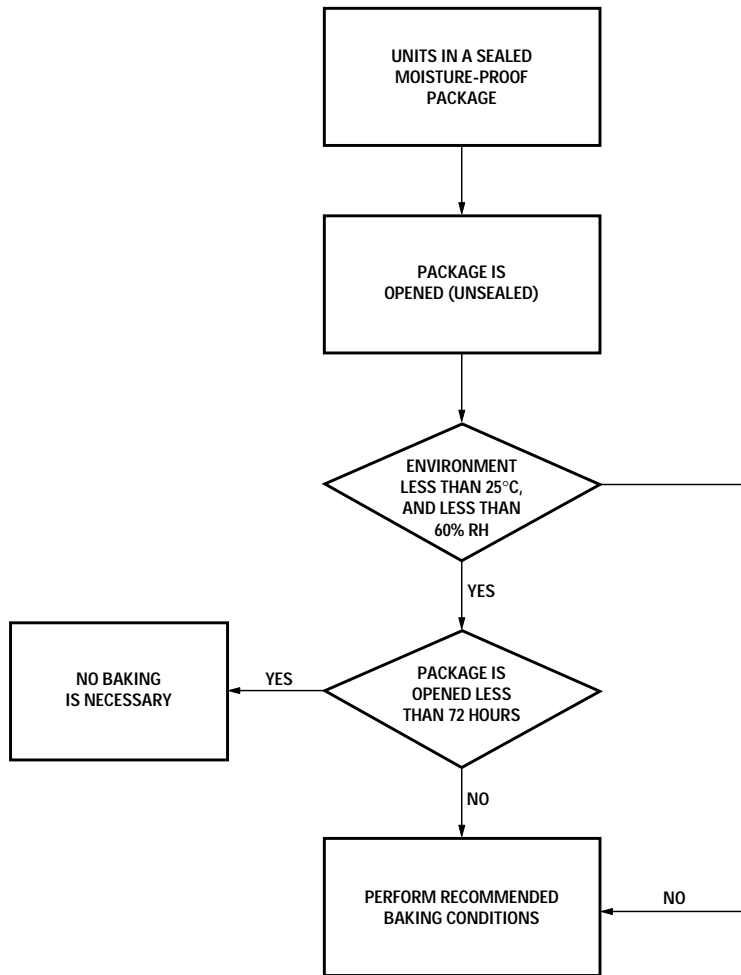 UNITS IN A SEALED
MOISTURE-PROOF
PACKAGE
PACKAGE IS
OPENED (UNSEALED)
ENVIRONMENT
LESS THAN 25°C,
AND LESS THAN
60% RH
YES
NO BAKING
IS NECESSARY
YES
PACKAGE IS
OPENED LESS
THAN 72 HOURS
NO
PERFORM RECOMMENDED
BAKING CONDITIONS
NO